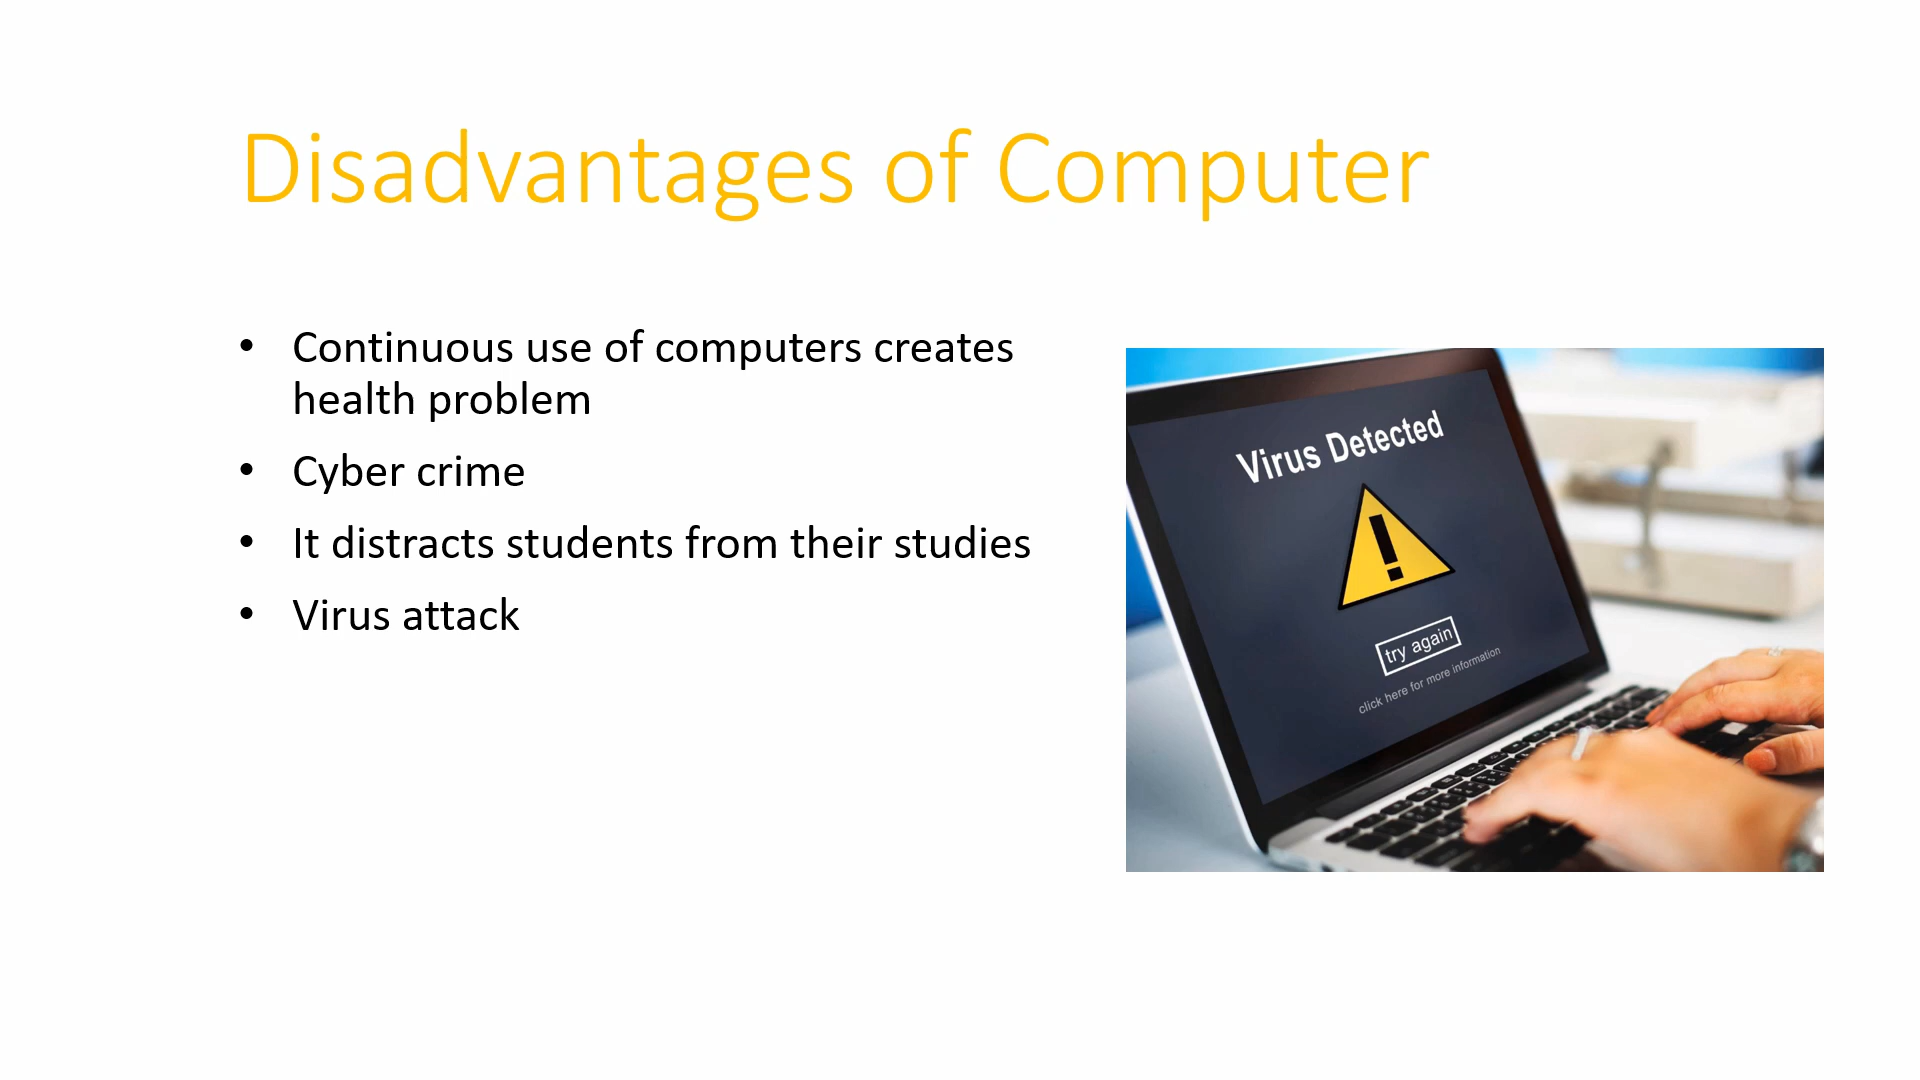 Disadvantages of Computer
• Continuous use of computers creates
health problem
• Cyber crime
• It distracts students from their studies
• Virus attack
Virus Detected
!
try again
click here for more information